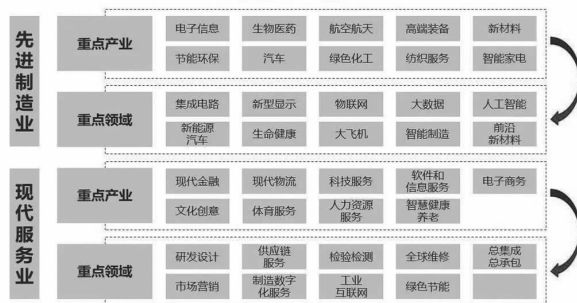 先进制造业
重点产业
电子信息
生物医药
航空航天
高端装备
新材料
节能环保
汽车
绿色化工
纺织服务
智能家电
重点领域
集成电路
新型显示
物联网
大数据
人工智能
新能源
汽车
生命健康
大飞机
智能制造
前沿
新材料
现代服务业
重点产业
现代金融
现代物流
科技服务
软件和
信息服务
电子商务
文化创意
体育服务
人力资源
服务
智慧健康
养老
重点领域
研发设计
供应链
服务
检验检测
全球维修
总集成
总承包
市场营销
制造数字
化服务
工业
互联网
绿色节能